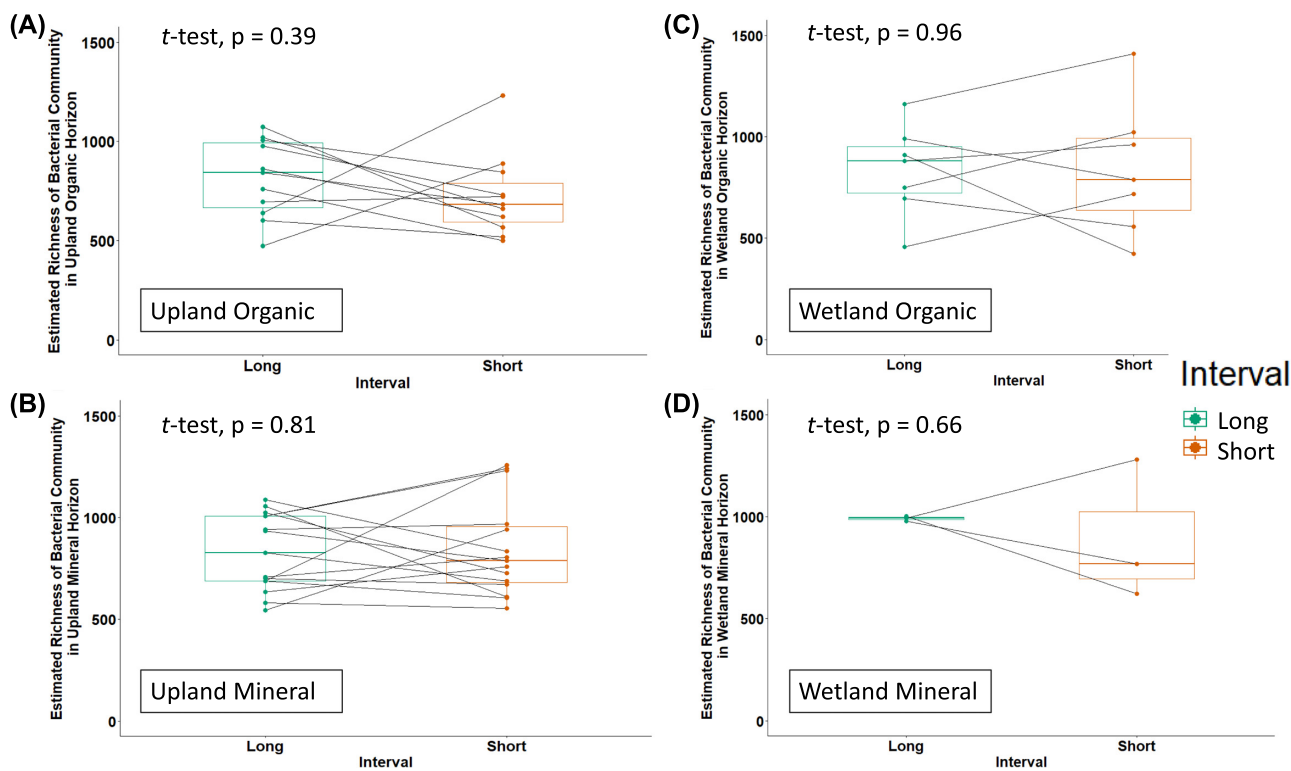 (A)
t-test, p = 0.39
Estimated Richness of Bacterial Community
in Upland Organic Horizon
1500
1000
500
0
Upland Organic
Long
Short
Interval
(C)
t-test, p = 0.96
Estimated Richness of Bacterial Community
in Wetland Organic Horizon
1500
1000
500
0
Wetland Organic
Long
Short
Interval
(B)
t-test, p = 0.81
Estimated Richness of Bacterial Community
in Upland Mineral Horizon
1500
1000
500
0
Upland Mineral
Long
Short
Interval
(D)
t-test, p = 0.66
Estimated Richness of Bacterial Community
in Wetland Mineral Horizon
1500
1000
500
0
Wetland Mineral
Long
Short
Interval
Interval
Long
Short